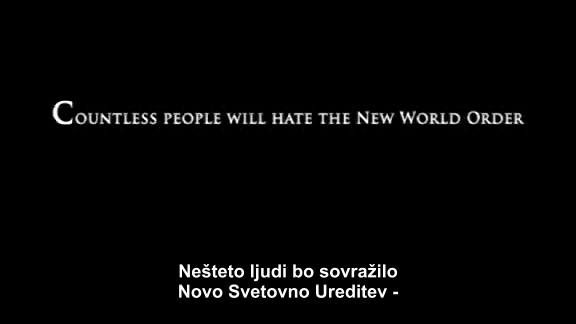 Countless people will hate the New World Order
Nešteto ljudi bo sovražilo
Novo Svetovno Ureditev -